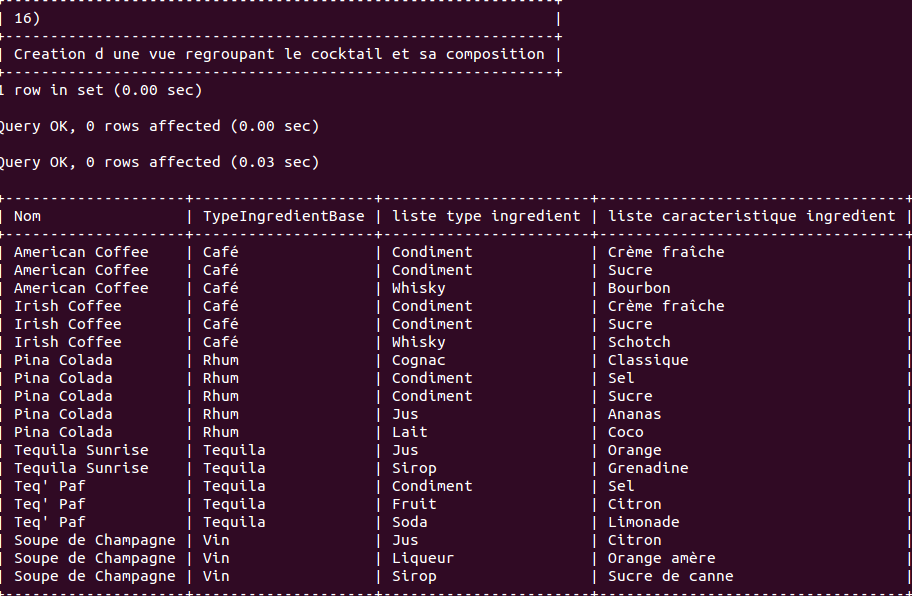 | 16) |
+------------------------------------------------------------+
| Creation d une vue regroupant le cocktail et sa composition |
+------------------------------------------------------------+
1 row in set (0.00 sec)
Query OK, 0 rows affected (0.00 sec)
Query OK, 0 rows affected (0.03 sec)
| Nom | TypeIngredientBase | liste type ingredient | liste caracteristique ingredient |
| American Coffee | Café | Condiment | Crème fraîche |
| American Coffee | Café | Condiment | Sucre |
| American Coffee | Café | Whisky | Bourbon |
| Irish Coffee | Café | Condiment | Crème fraîche |
| Irish Coffee | Café | Condiment | Sucre |
| Irish Coffee | Café | Whisky | Schotch |
| Pina Colada | Rhum | Cognac | Classique |
| Pina Colada | Rhum | Condiment | Sel |
| Pina Colada | Rhum | Condiment | Sucre |
| Pina Colada | Rhum | Jus | Ananas |
| Pina Colada | Rhum | Lait | Coco |
| Tequila Sunrise | Tequila | Jus | Orange |
| Tequila Sunrise | Tequila | Sirop | Grenadine |
| Teq' Paf | Tequila | Condiment | Sel |
| Teq' Paf | Tequila | Fruit | Citron |
| Teq' Paf | Tequila | Soda | Limonade |
| Soupe de Champagne | Vin | Jus | Citron |
| Soupe de Champagne | Vin | Liqueur | Orange amère |
| Soupe de Champagne | Vin | Sirop | Sucre de canne |